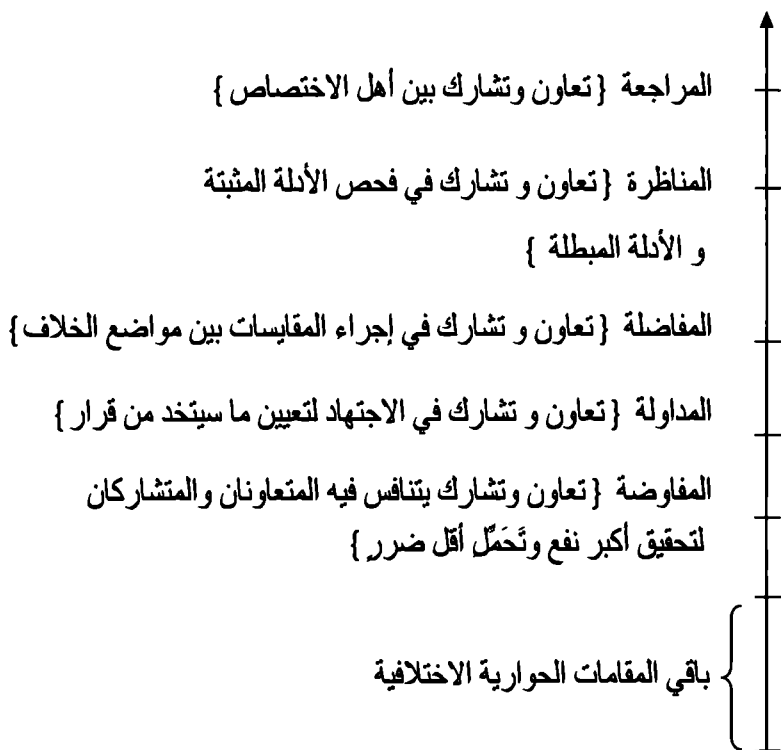 المراجعة {تعاون وتشارك بين أهل الاختصاص}
المناظرة {تعاون و تشارك في فحص الأدلة المثبتة
و الأدلة المبطلة }
المفاضلة {تعاون و تشارك في إجراء المقايسات بين مواضع الخلاف}
المداولة {تعاون و تشارك في الاجتهاد لتعيين ما سيتخد من قرار}
المفاوضة {تعاون وتشارك يتنافس فيه المتعاونان والمتشاركان
لتحقيق أكبر نفع وتَحَمُّلِ أقل ضررٍ}
باقي المقامات الحوارية الاختلافية